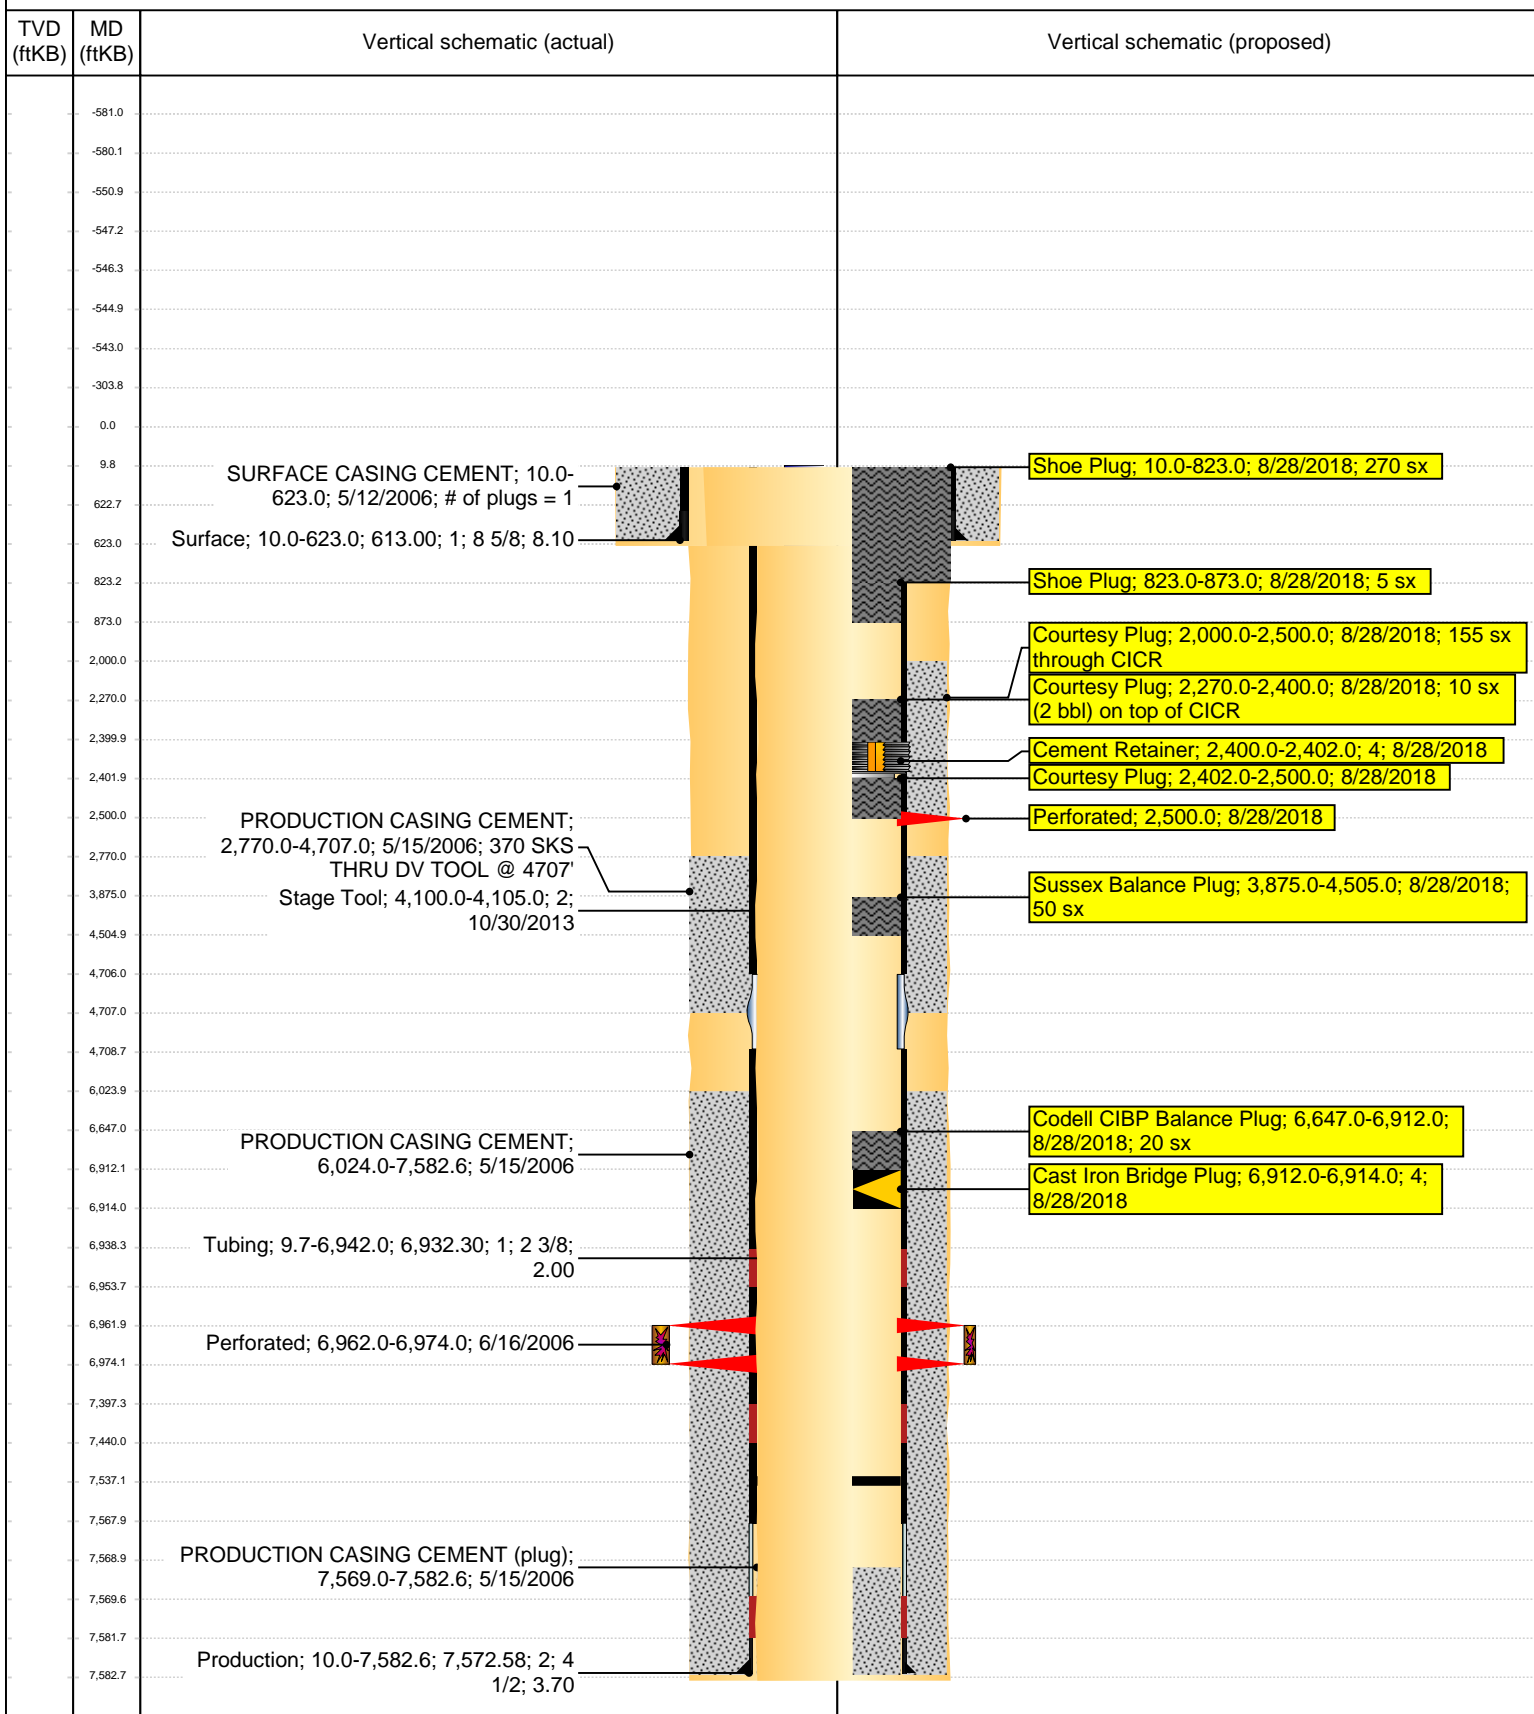 TVD
(ftKB)
MD
(ftKB)
Vertical schematic (actual)
Vertical schematic (proposed)
-581.0
-580.1
-550.9
-547.2
-546.3
-544.9
-543.0
-303.8
0.0
9.8
622.7
623.0
823.2
873.0
2,000.0
2,270.0
2,399.9
2,401.9
2,500.0
2,770.0
3,875.0
4,504.9
4,706.0
4,707.0
4,708.7
6,023.9
6,647.0
6,912.1
6,914.0
6,938.3
6,953.7
6,961.9
6,974.1
7,397.3
7,440.0
7,537.1
7,567.9
7,568.9
7,569.6
7,581.7
7,582.7
SURFACE CASING CEMENT; 10.0-
623.0; 5/12/2006; # of plugs = 1
Surface; 10.0-623.0; 613.00; 1; 8 5/8; 8.10
PRODUCTION CASING CEMENT;
2,770.0-4,707.0; 5/15/2006; 370 SKS
THRU DV TOOL @ 4707'
Stage Tool; 4,100.0-4,105.0; 2;
10/30/2013
PRODUCTION CASING CEMENT;
6,024.0-7,582.6; 5/15/2006
Tubing; 9.7-6,942.0; 6,932.30; 1; 2 3/8;
2.00
Perforated; 6,962.0-6,974.0; 6/16/2006
PRODUCTION CASING CEMENT (plug);
7,569.0-7,582.6; 5/15/2006
Production; 10.0-7,582.6; 7,572.58; 2; 4
1/2; 3.70
Shoe Plug; 10.0-823.0; 8/28/2018; 270 sx
Shoe Plug; 823.0-873.0; 8/28/2018; 5 sx
Courtesy Plug; 2,000.0-2,500.0; 8/28/2018; 155 sx
through CICR
Courtesy Plug; 2,270.0-2,400.0; 8/28/2018; 10 sx
(2 bbl) on top of CICR
Cement Retainer; 2,400.0-2,402.0; 4; 8/28/2018
Courtesy Plug; 2,402.0-2,500.0; 8/28/2018
Perforated; 2,500.0; 8/28/2018
Sussex Balance Plug; 3,875.0-4,505.0; 8/28/2018;
50 sx
Codell CIBP Balance Plug; 6,647.0-6,912.0;
8/28/2018; 20 sx
Cast Iron Bridge Plug; 6,912.0-6,914.0; 4;
8/28/2018